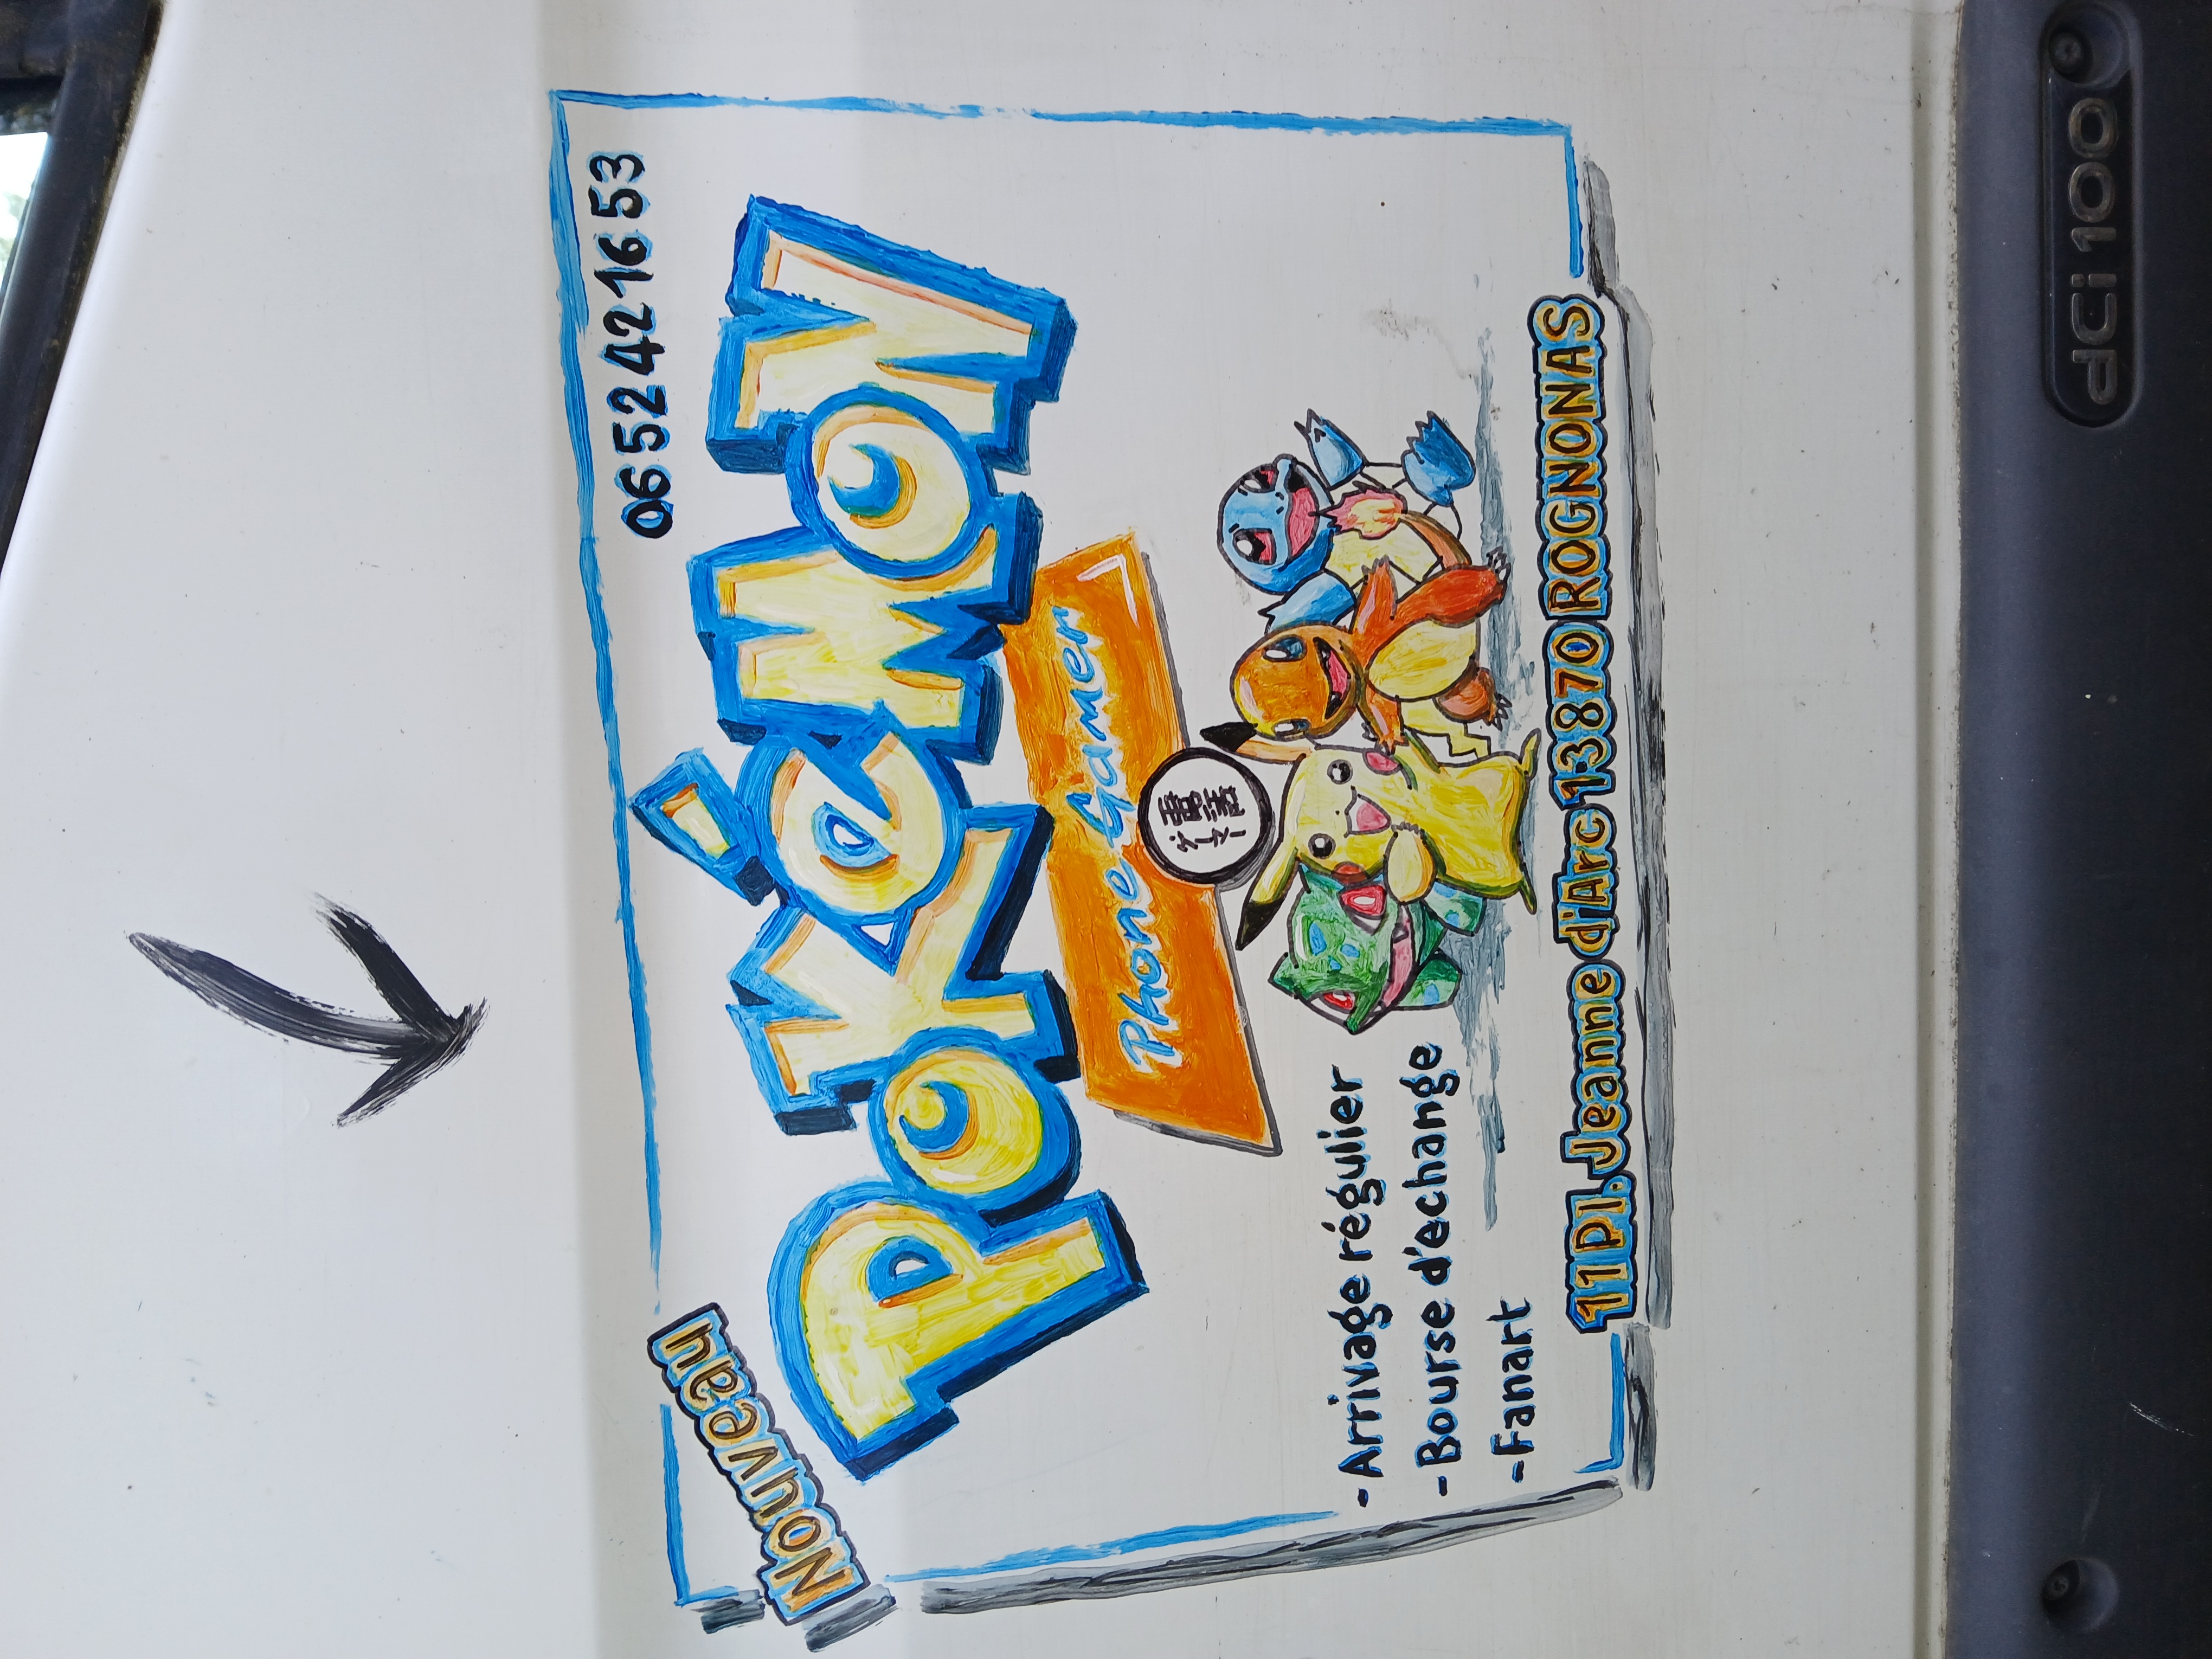 06 52 42 16 53
Nouveau
Pokémon
Phone Gamer
電話
ゲーマー
-Arrivage régulier
-Bourse d'échange
-Fanart
11 Pl. Jeanne d'Arc 13870 ROGNONAS
dCi 100